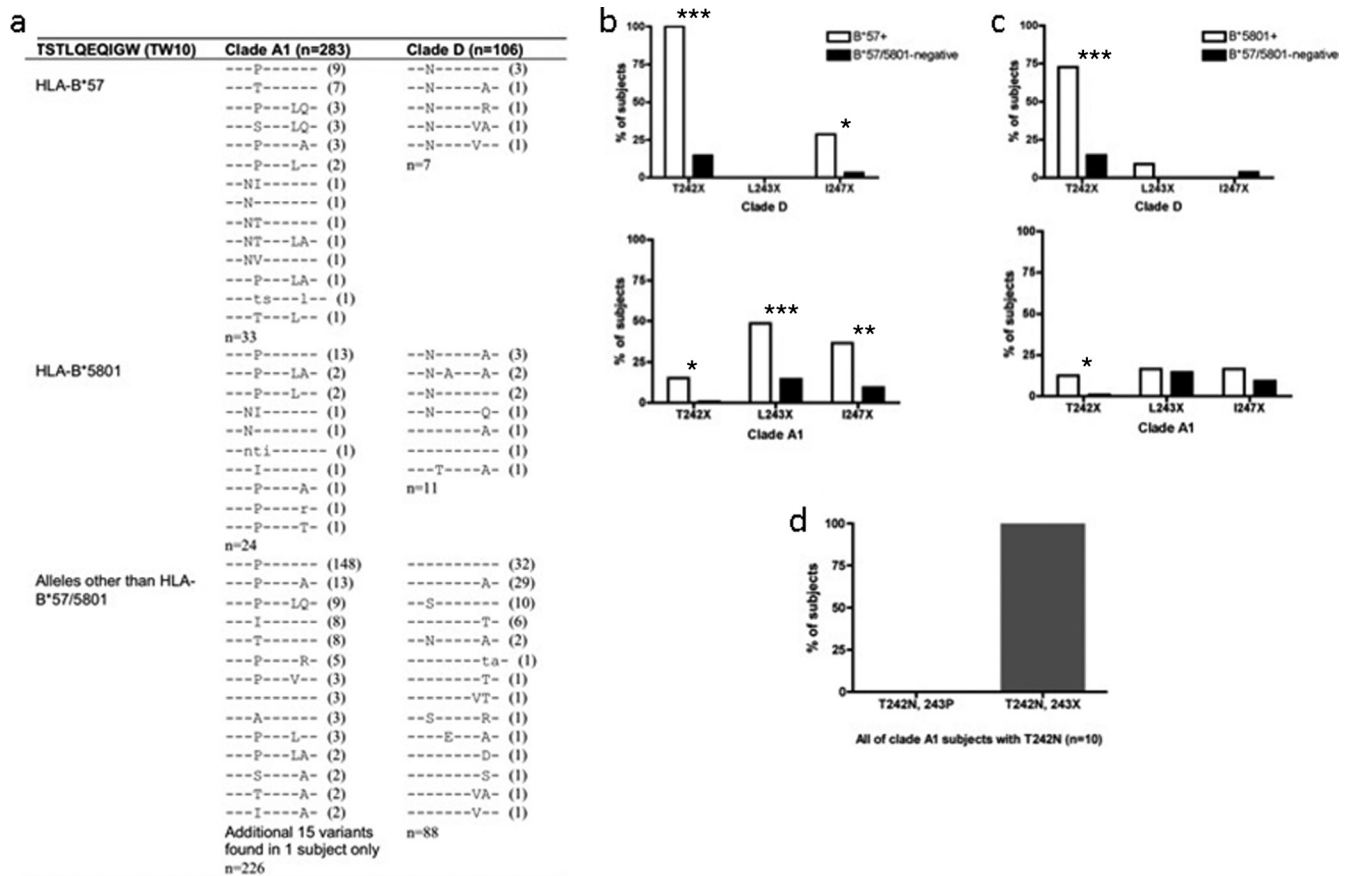 a
TSTLQEQIGW (TW10) Clade A1 (n=283) Clade D (n=106)
HLA-B*57
---P------ (9) --N------- (3)
---T------ (7) --N-----A- (1)
---P---LQ- (3) --N-----R- (1)
---S---LQ- (3) --N----VA- (1)
---P----A- (3) --N----V-- (1)
---P---L-- (2) n=7
--NI------ (1)
--N------- (1)
--NT------ (1)
--NT---LA- (1)
--NV------ (1)
---P---LA- (1)
---ts---l-- (1)
---T---L-- (1)
n=33
HLA-B*5801
---P------ (13) --N-----A- (3)
---P---LA- (2) --N-A---A- (2)
---P---L-- (2) --N------- (2)
--NI------ (1) --N-----Q- (1)
--N------- (1) --------A- (1)
--nti------ (1) ---------- (1)
---I------ (1) ---T----A- (1)
---P----A- (1) n=11
---P----r- (1)
---P----T- (1)
n=24
Alleles other than HLA-
B*57/5801
---P------ (148) ---------- (32)
---P----A- (13) --------A- (29)
---P---LQ- (9) --S------- (10)
---I------ (8) --------T- (6)
---T------ (8) --N-----A- (2)
---P----R- (5) --------ta- (1)
---P---V-- (3) --------T- (1)
---------- (3) -------VT- (1)
---A------ (3) --S-----R- (1)
---P---L-- (3) ----E---A- (1)
---P---LA- (2) --------D- (1)
---S----A- (2) --------S- (1)
---T----A- (2) -------VA- (1)
---I----A- (2) -------V-- (1)
Additional 15 variants n=88
found in 1 subject only
n=226
b
***
B*57+
B*57/5801-negative
*
% of subjects
100
75
50
25
0
T242X L243X I247X
Clade D
*
***
**
% of subjects
100
75
50
25
0
T242X L243X I247X
Clade A1
c
***
B*5801+
B*57/5801-negative
% of subjects
100
75
50
25
0
T242X L243X I247X
Clade D
*
% of subjects
100
75
50
25
0
T242X L243X I247X
Clade A1
d
% of subjects
100
75
50
25
0
T242N, 243P T242N, 243X
All of clade A1 subjects with T242N (n=10)